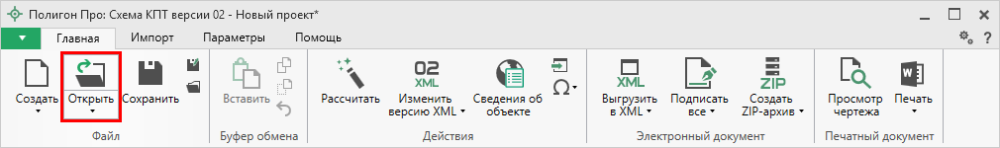 Полигон Про: Схема КПТ версии 02 - Новый проект*
Главная Импорт Параметры Помощь
?
02
XML XML ZIP W
Создать Открыть Сохранить Вставить Рассчитать Изменить версию XML Сведения об объекте Ω Выгрузить в XML Подписать все Создать ZIP-архив Просмотр чертежа Печать
Файл Буфер обмена Действия Электронный документ Печатный документ